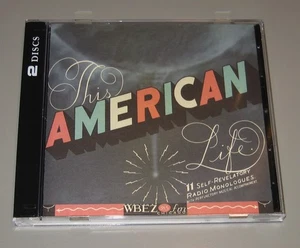 2 DISCS
This
AMERICAN
Life.
11 SELF-REVELATORY
RADIO MONOLOGUES
WBEZ